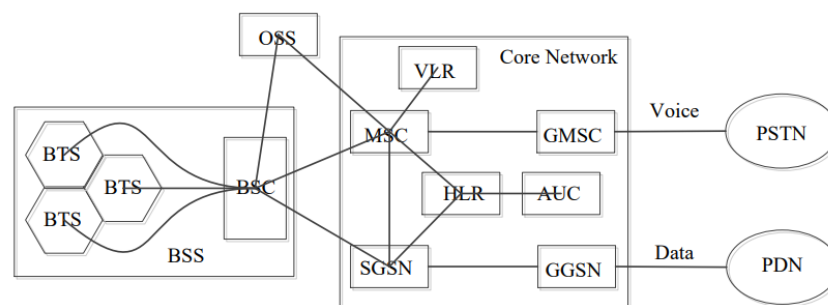 OSS
Core Network
VLR
Voice
MSC
GMSC
PSTN
BTS
BTS
BSC
HLR
AUC
BTS
BSS
SGSN
GGSN
Data
PDN